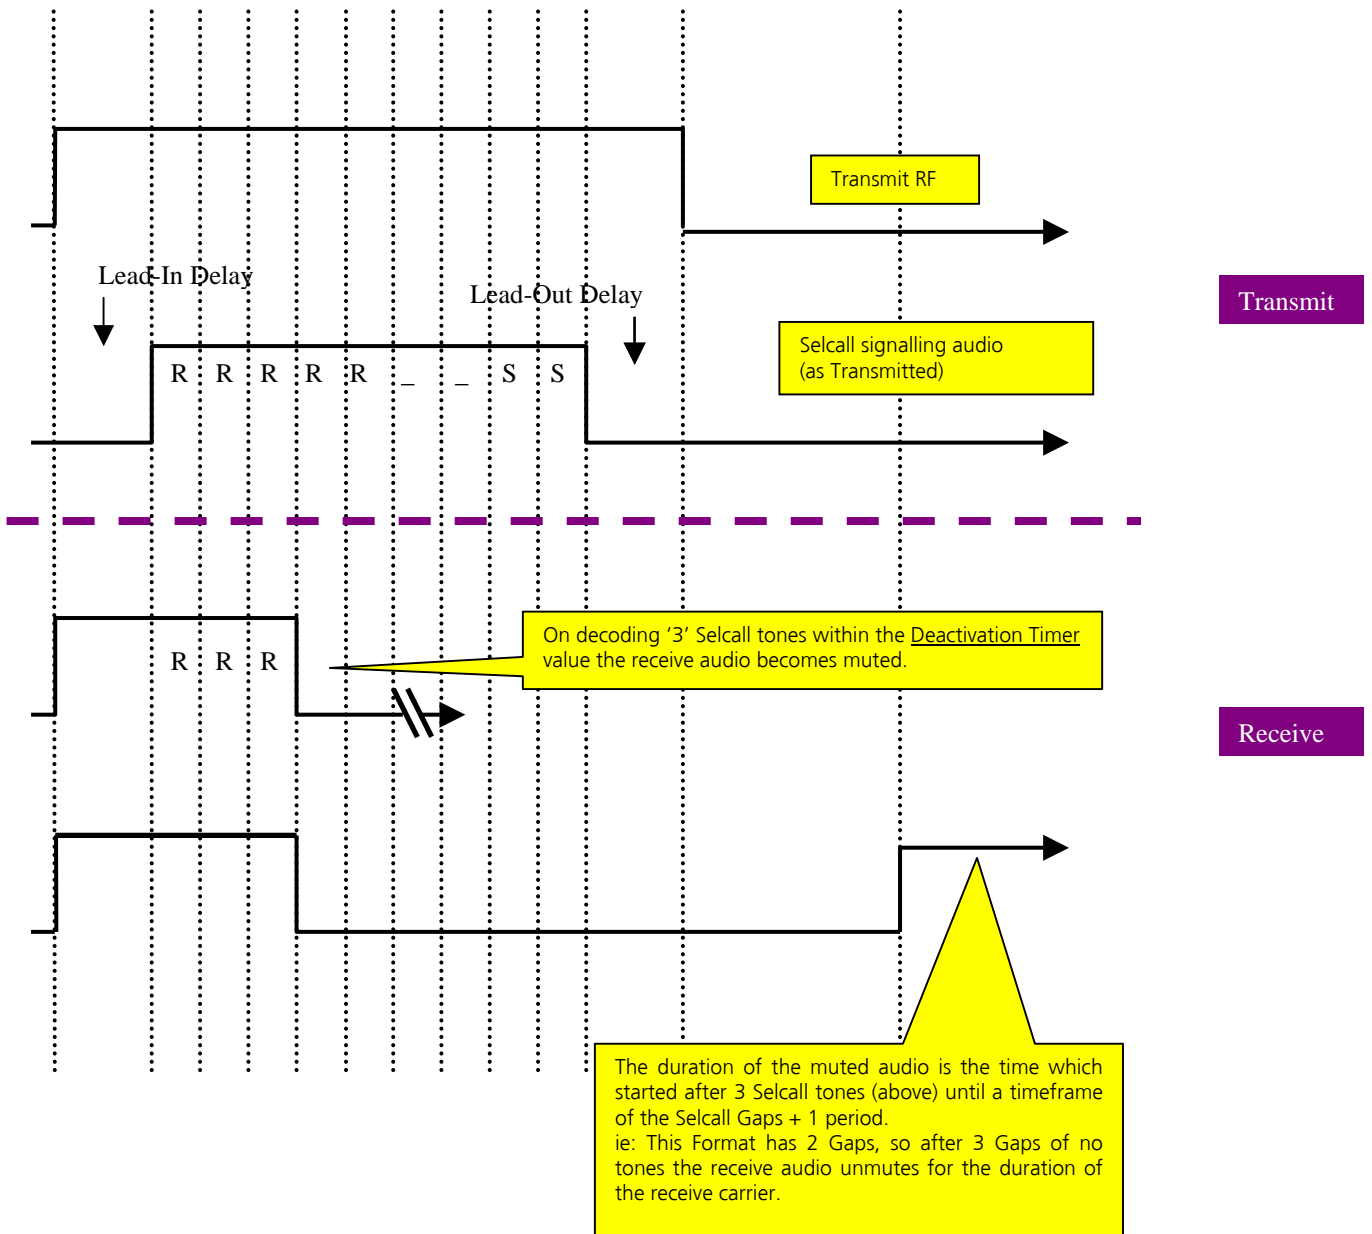 Transmit RF
Lead-In Delay
Lead-Out Delay
Transmit
Selcall signalling audio
(as Transmitted)
R R R R R _ _ S S
On decoding ‘3’ Selcall tones within the Deactivation Timer
value the receive audio becomes muted.
R R R
Receive
The duration of the muted audio is the time which
started after 3 Selcall tones (above) until a timeframe
of the Selcall Gaps + 1 period.
ie: This Format has 2 Gaps, so after 3 Gaps of no
tones the receive audio unmutes for the duration of
the receive carrier.